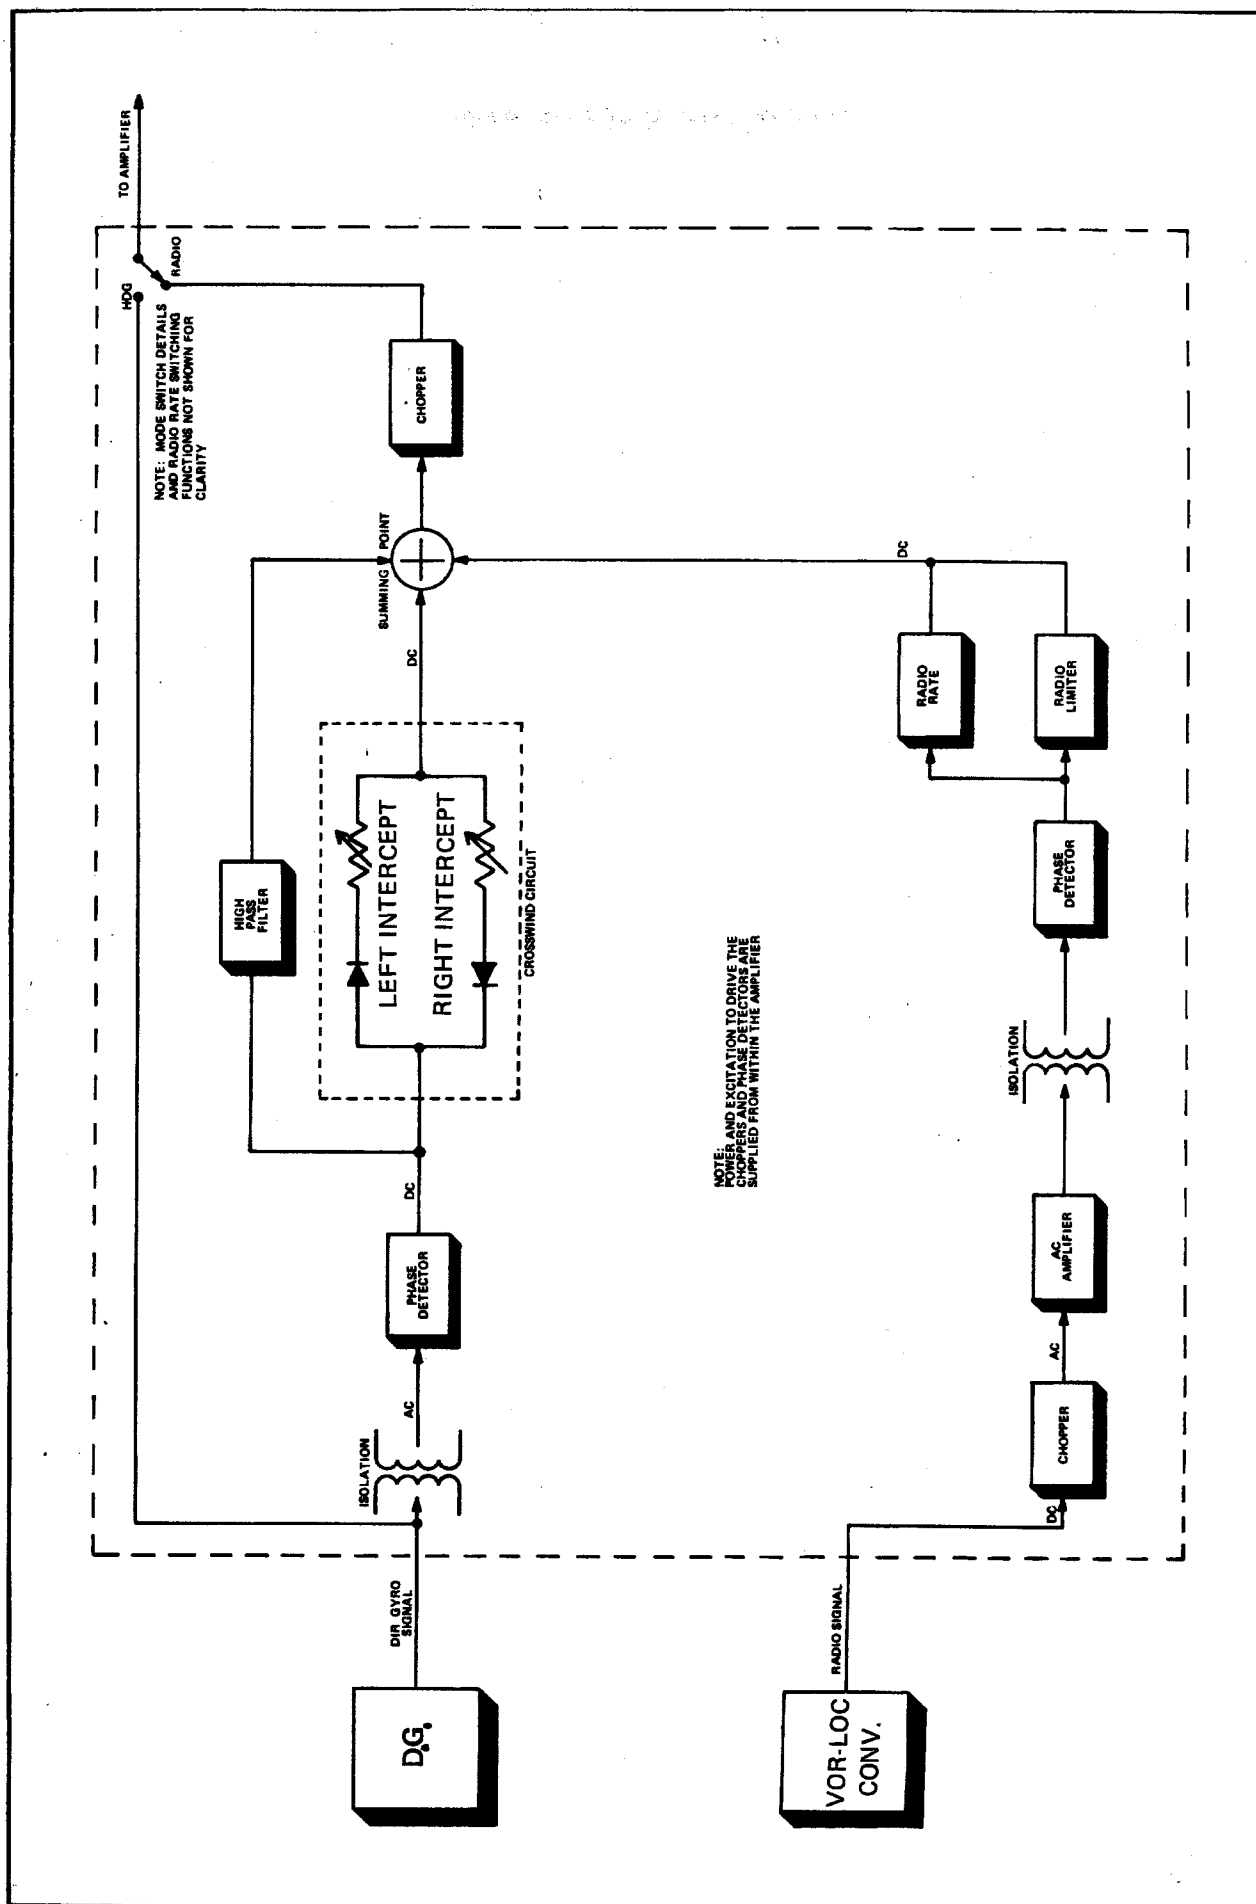 TO AMPLIFIER
HDG
RADIO
NOTE: MODE SWITCH DETAILS
AND RADIO RATE SWITCHING
FUNCTIONS NOT SHOWN FOR
CLARITY
CHOPPER
SUMMING POINT
DC
HIGH
PASS
FILTER
LEFT INTERCEPT
RIGHT INTERCEPT
CROSSWIND CIRCUIT
DC
PHASE
DETECTOR
AC
ISOLATION
DIR GYRO
SIGNAL
D.G.
NOTE:
POWER AND EXCITATION TO DRIVE THE
CHOPPERS AND PHASE DETECTORS ARE
SUPPLIED FROM WITHIN THE AMPLIFIER
DC
RADIO
RATE
RADIO
LIMITER
PHASE
DETECTOR
ISOLATION
AC
AMPLIFIER
AC
CHOPPER
DC
RADIO SIGNAL
VOR-LOC
CONV.